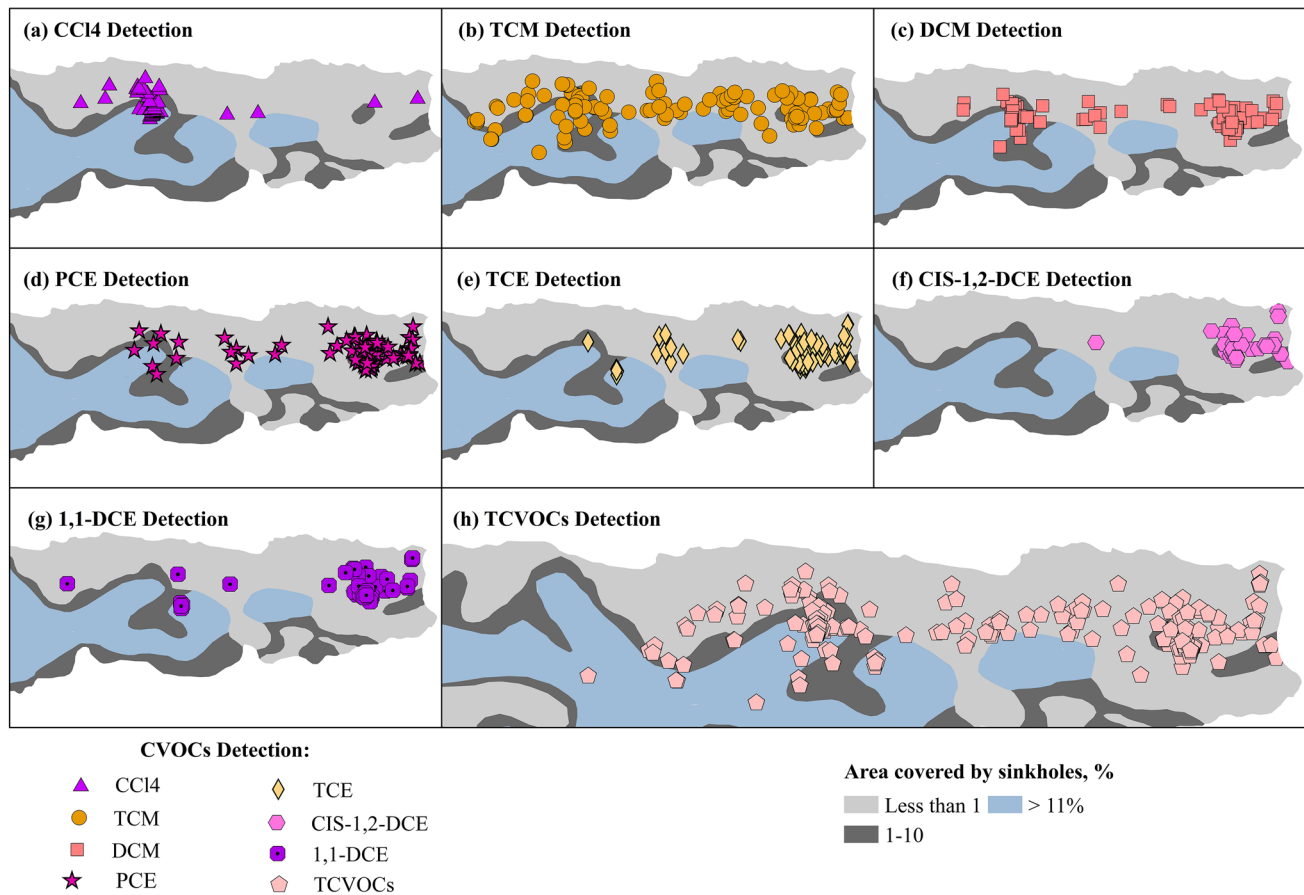 (a) CCl4 Detection
(b) TCM Detection
(c) DCM Detection
(d) PCE Detection
(e) TCE Detection
(f) CIS-1,2-DCE Detection
(g) 1,1-DCE Detection
(h) TCVOCs Detection
CVOCs Detection:
CCl4
TCM
DCM
PCE
TCE
CIS-1,2-DCE
1,1-DCE
TCVOCs
Area covered by sinkholes, %
Less than 1
> 11%
1-10